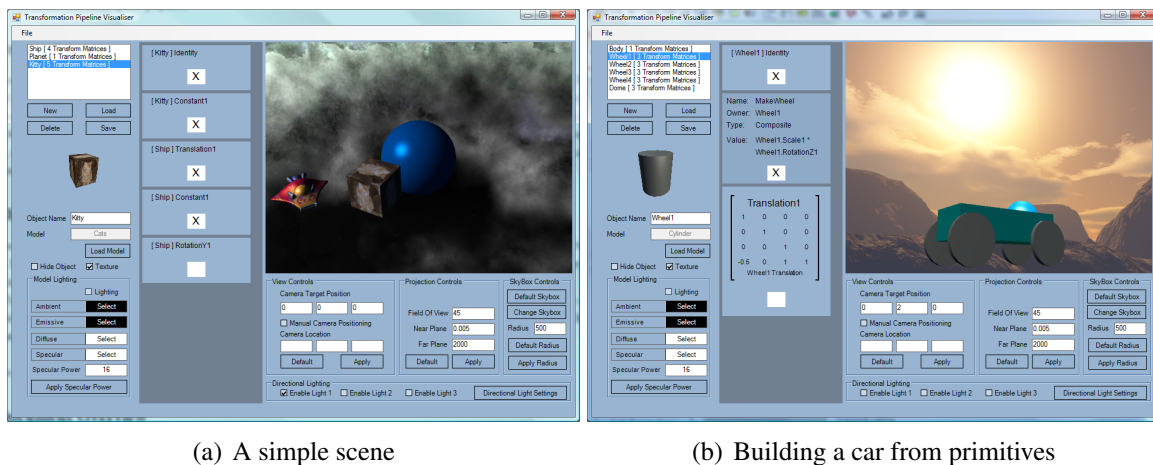 Transformation Pipeline Visualiser
File
Ship [ 4 Transform Matrices ]
Planet [ 1 Transform Matrices ]
Kitty [ 5 Transform Matrices ]
New Load
Delete Save
Object Name Kitty
Model Cats
Load Model
Hide Object Texture
Model Lighting
Lighting
Ambient Select
Emissive Select
Diffuse Select
Specular Select
Specular Power 16
Apply Specular Power
[ Kitty ] Identity
X
[ Kitty ] Constant1
X
[ Ship ] Translation1
X
[ Ship ] Constant1
X
[ Ship ] RotationY1
View Controls
Camera Target Position
0 0 0
Manual Camera Positioning
Camera Location
Default Apply
Projection Controls
Field Of View 45
Near Plane 0.005
Far Plane 2000
Default Apply
SkyBox Controls
Default Skybox
Change Skybox
Radius 500
Default Radius
Apply Radius
Directional Lighting
Enable Light 1 Enable Light 2 Enable Light 3 Directional Light Settings
(a) A simple scene
Transformation Pipeline Visualiser
File
Body [ 1 Transform Matrices ]
Wheel1 [ 3 Transform Matrices ]
Wheel2 [ 3 Transform Matrices ]
Wheel3 [ 3 Transform Matrices ]
Wheel4 [ 3 Transform Matrices ]
Dome [ 3 Transform Matrices ]
New Load
Delete Save
Object Name Wheel1
Model Cylinder
Load Model
Hide Object Texture
Model Lighting
Lighting
Ambient Select
Emissive Select
Diffuse Select
Specular Select
Specular Power 16
Apply Specular Power
[ Wheel1 ] Identity
X
Name: MakeWheel
Owner: Wheel1
Type: Composite
Value: Wheel1.Scale1 *
Wheel1.RotationZ1
X
Translation1
1 0 0 0
0 1 0 0
0 0 1 0
-0.5 0 1 1
Wheel1 Translation
View Controls
Camera Target Position
0 2 0
Manual Camera Positioning
Camera Location
Default Apply
Projection Controls
Field Of View 45
Near Plane 0.005
Far Plane 2000
Default Apply
SkyBox Controls
Default Skybox
Change Skybox
Radius 500
Default Radius
Apply Radius
Directional Lighting
Enable Light 1 Enable Light 2 Enable Light 3 Directional Light Settings
(b) Building a car from primitives